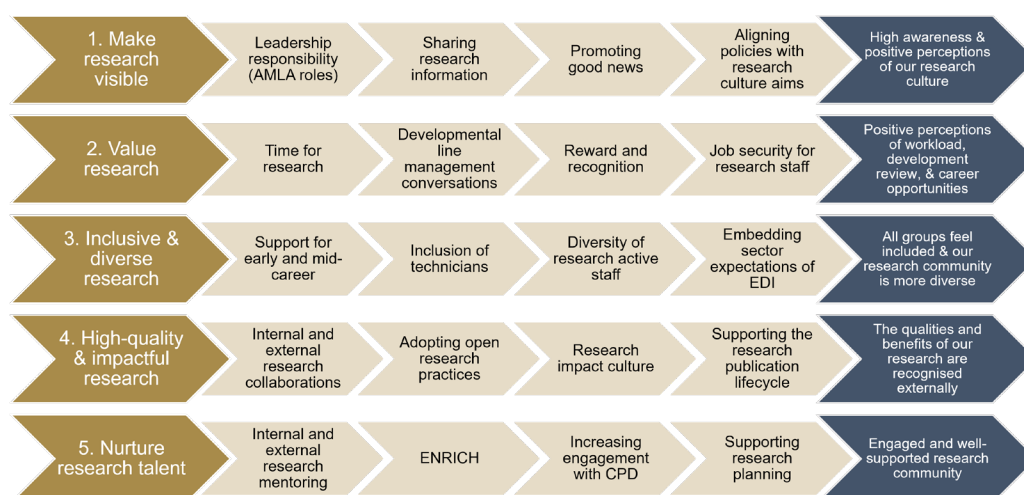 1. Make
research
visible
Leadership
responsibility
(AMLA roles)
Sharing
research
information
Promoting
good news
Aligning
policies with
research
culture aims
High awareness &
positive perceptions
of our research
culture
2. Value
research
Time for
research
Developmental
line
management
conversations
Reward and
recognition
Job security for
research staff
Positive perceptions
of workload,
development
review, & career
opportunities
3. Inclusive &
diverse
research
Support for
early and mid-
career
Inclusion of
technicians
Diversity of
research active
staff
Embedding
sector
expectations of
EDI
All groups feel
included & our
research community
is more diverse
4. High-quality
& impactful
research
Internal and
external
research
collaborations
Adopting open
research
practices
Research
impact culture
Supporting the
research
publication
lifecycle
The qualities and
benefits of our
research are
recognised
externally
5. Nurture
research talent
Internal and
external
research
mentoring
ENRICH
Increasing
engagement
with CPD
Supporting
research
planning
Engaged and well-
supported research
community